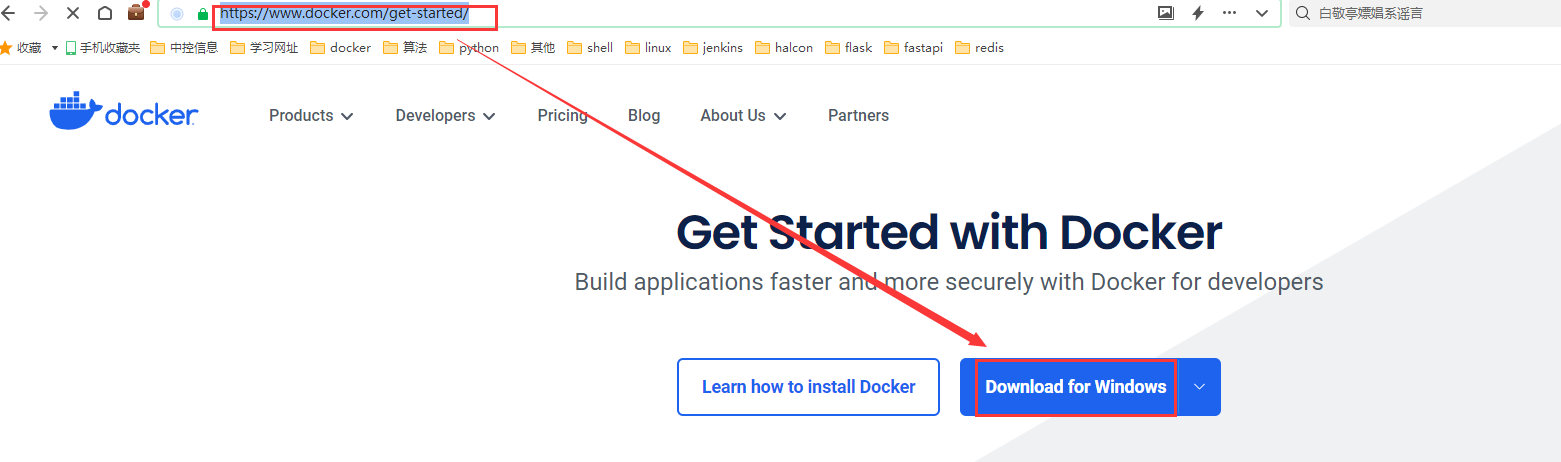 https://www.docker.com/get-started/
白敬亭嫖娼系谣言
收藏 手机收藏夹 中控信息 学习网址 docker 算法 python 其他 shell linux jenkins halcon flask fastapi redis
docker Products Developers Pricing Blog About Us Partners
Get Started with Docker
Build applications faster and more securely with Docker for developers
Learn how to install Docker Download for Windows